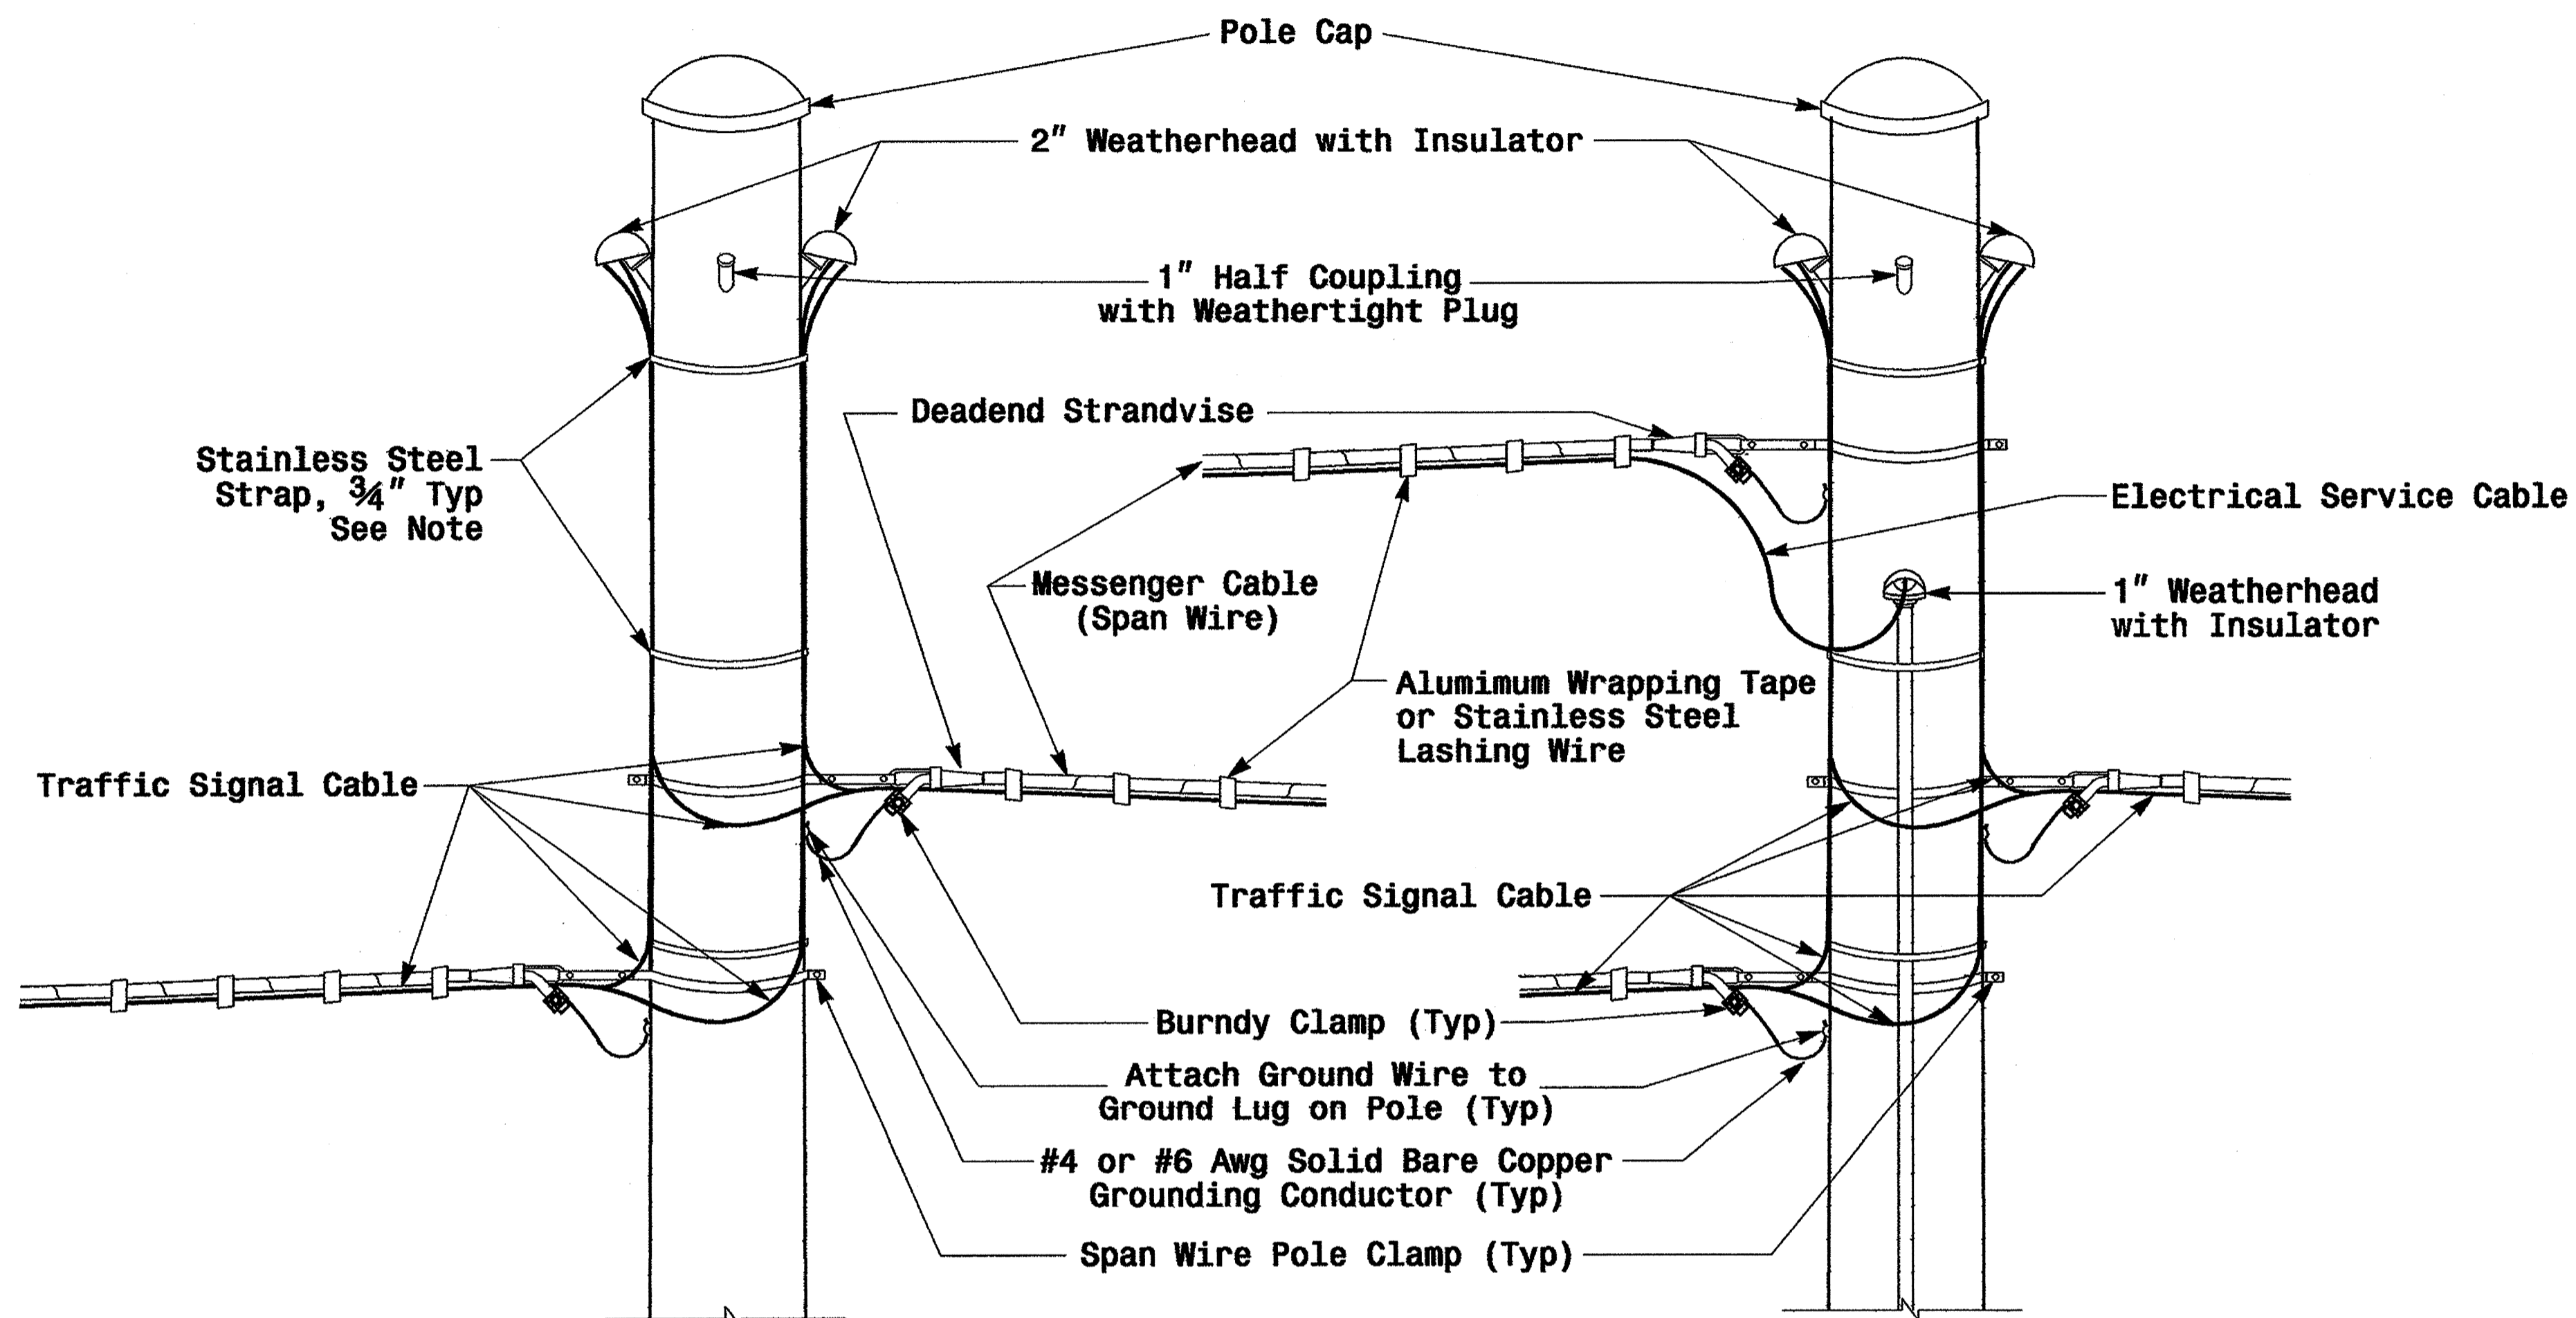 Pole Cap
2" Weatherhead with Insulator
1" Half Coupling
with Weathertight Plug
Deadend Strandvise
Stainless Steel
Strap, ¾" Typ
See Note
Electrical Service Cable
Messenger Cable
(Span Wire)
1" Weatherhead
with Insulator
Alumimum Wrapping Tape
or Stainless Steel
Lashing Wire
Traffic Signal Cable
Traffic Signal Cable
Burndy Clamp (Typ)
Attach Ground Wire to
Ground Lug on Pole (Typ)
#4 or #6 Awg Solid Bare Copper
Grounding Conductor (Typ)
Span Wire Pole Clamp (Typ)